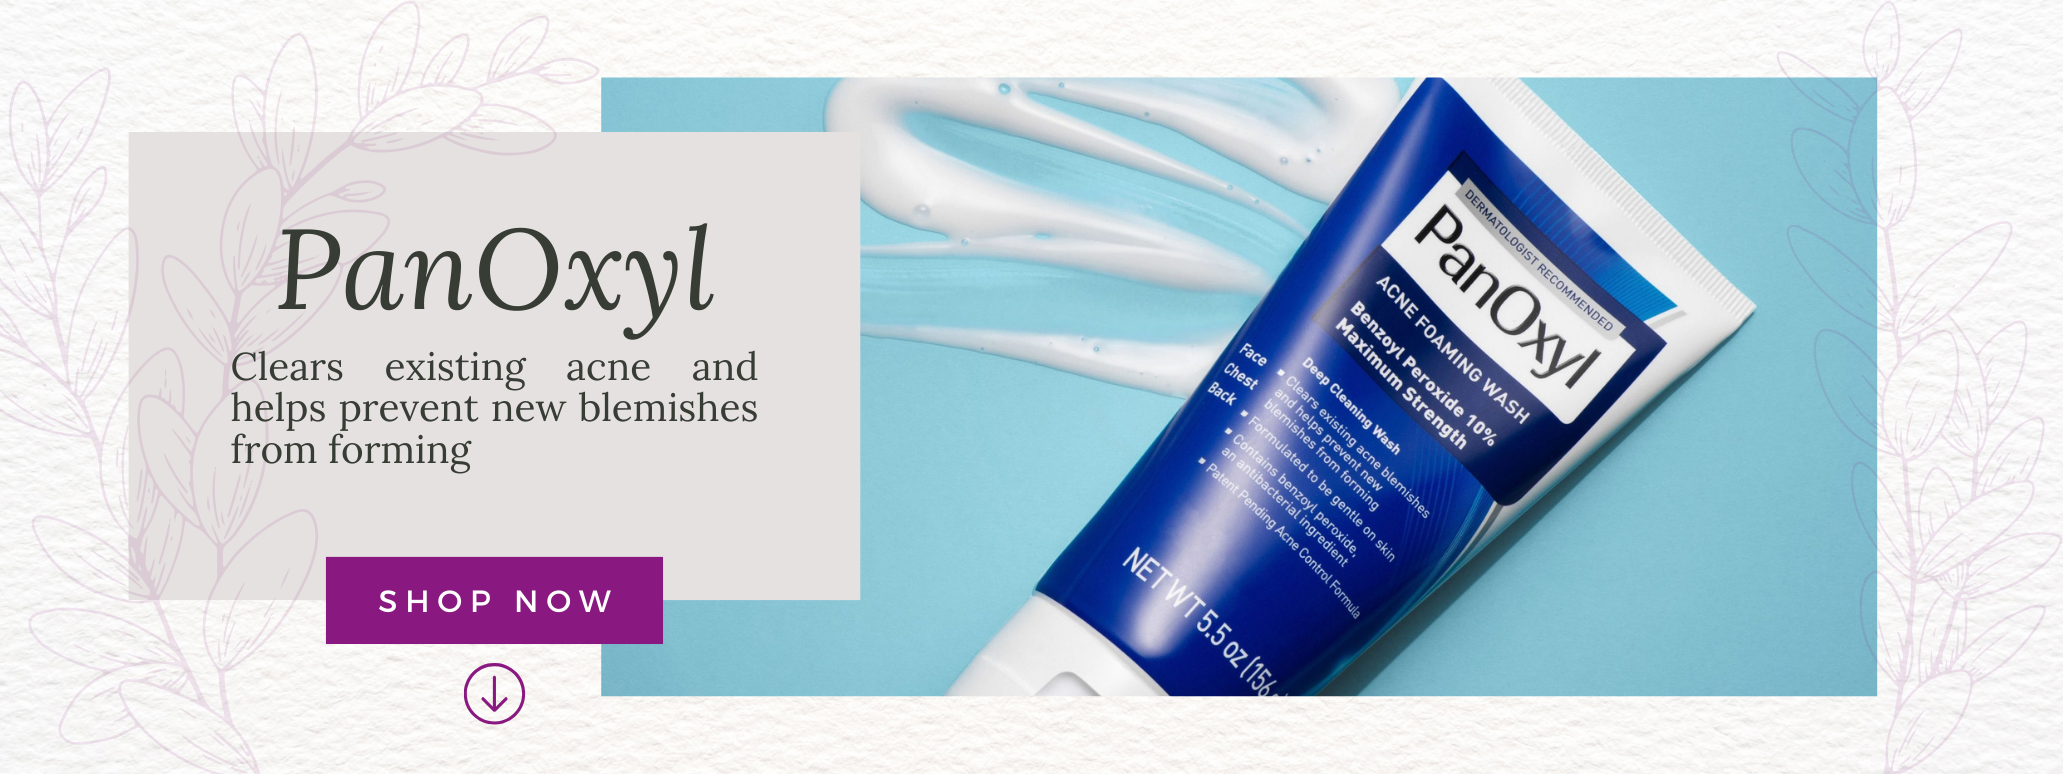 PanOxyl
Clears existing acne and
helps prevent new blemishes
from forming
SHOP NOW
DERMATOLOGIST RECOMMENDED
PanOxyl
ACNE FOAMING WASH
Benzoyl Peroxide 10%
Maximum Strength
Face
Chest
Back
Deep Cleaning Wash
▪ Clears existing acne blemishes
and helps prevent new
blemishes from forming
▪ Formulated to be gentle on skin
▪ Contains benzoyl peroxide,
an antibacterial ingredient
▪ Patent Pending Acne Control Formula
NET WT 5.5 oz (156